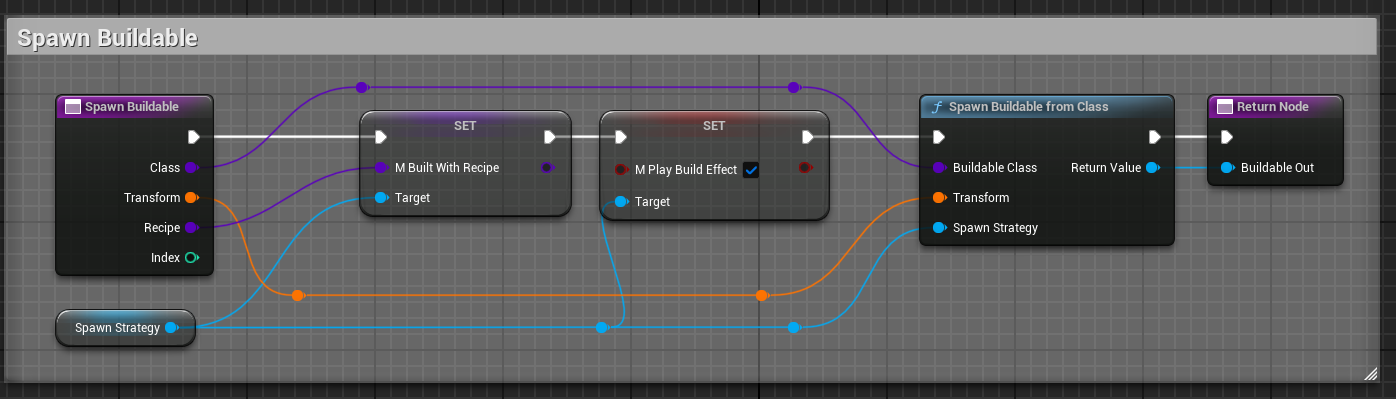 Spawn Buildable
Spawn Buildable
Class
Transform
Recipe
Index
Spawn Strategy
SET
M Built With Recipe
Target
SET
M Play Build Effect
Target
f Spawn Buildable from Class
Buildable Class
Return Value
Transform
Spawn Strategy
Return Node
Buildable Out